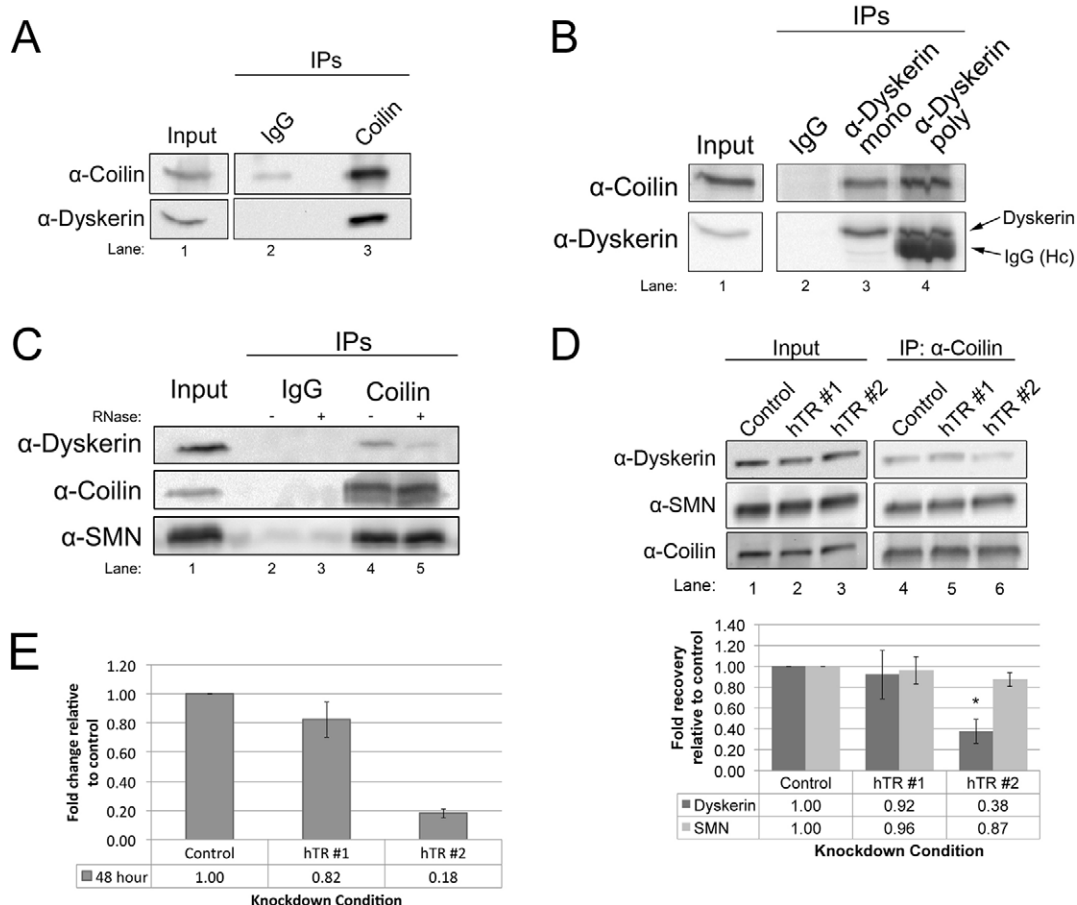 A
IPs
Input
IgG
Coilin
α-Coilin
α-Dyskerin
Lane: 1 2 3
B
IPs
Input
IgG
α-Dyskerin mono
α-Dyskerin poly
α-Coilin
α-Dyskerin
Dyskerin
IgG (Hc)
Lane: 1 2 3 4
C
IPs
Input IgG Coilin
RNase: - + - +
α-Dyskerin
α-Coilin
α-SMN
Lane: 1 2 3 4 5
D
Input IP: α-Coilin
Control hTR #1 hTR #2 Control hTR #1 hTR #2
α-Dyskerin
α-SMN
α-Coilin
Lane: 1 2 3 4 5 6
Fold recovery
relative to control
1.40
1.20
1.00
0.80
0.60
0.40
0.20
0.00
*
Control hTR #1 hTR #2
Dyskerin 1.00 0.92 0.38
SMN 1.00 0.96 0.87
Knockdown Condition
E
Fold change relative
to control
1.20
1.00
0.80
0.60
0.40
0.20
0.00
Control hTR #1 hTR #2
48 hour 1.00 0.82 0.18
Knockdown Condition